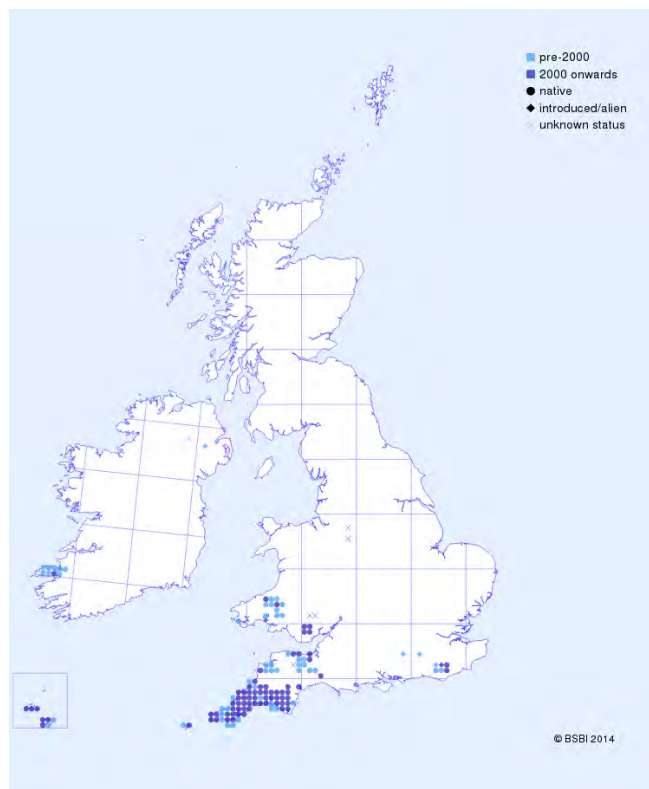 pre-2000
2000 onwards
native
introduced/alien
unknown status
© BSBI 2014